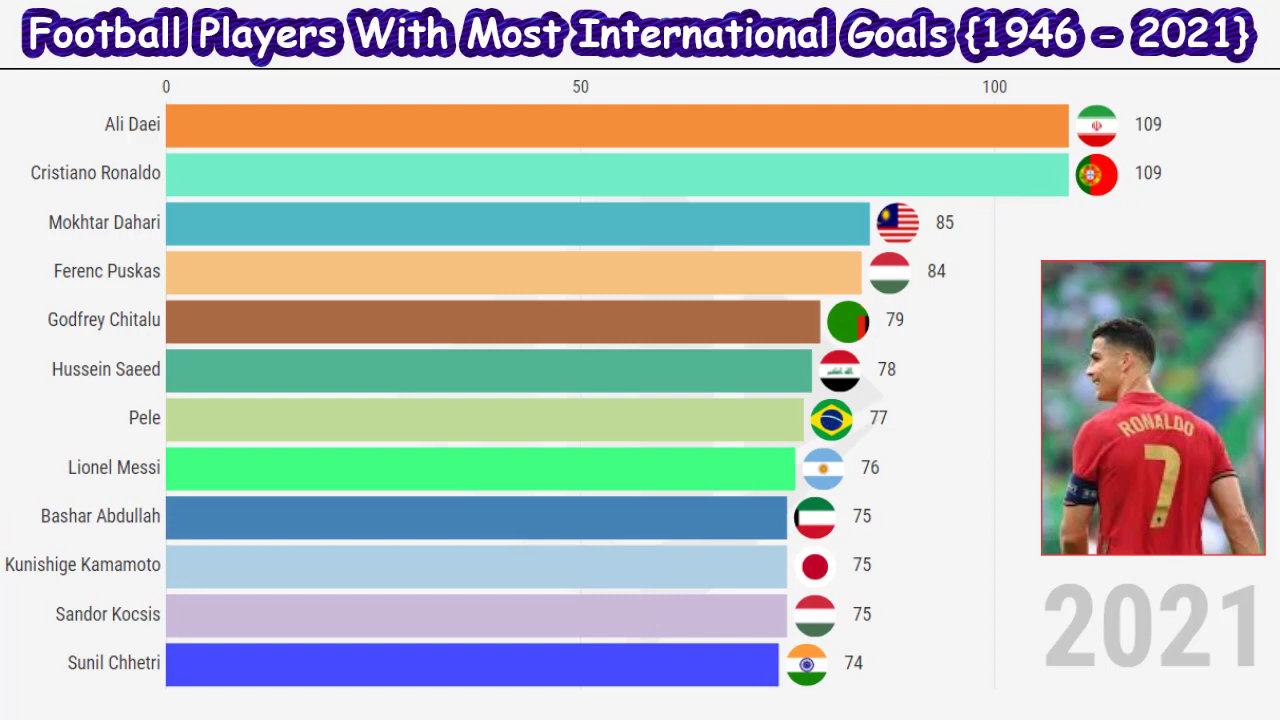 Football Players With Most International Goals {1946 - 2021}
0 50 100
Ali Daei 109
Cristiano Ronaldo 109
Mokhtar Dahari 85
Ferenc Puskas 84
Godfrey Chitalu 79
Hussein Saeed 78
Pele 77
Lionel Messi 76
Bashar Abdullah 75
Kunishige Kamamoto 75
Sandor Kocsis 75
Sunil Chhetri 74
RONALDO
7
2021